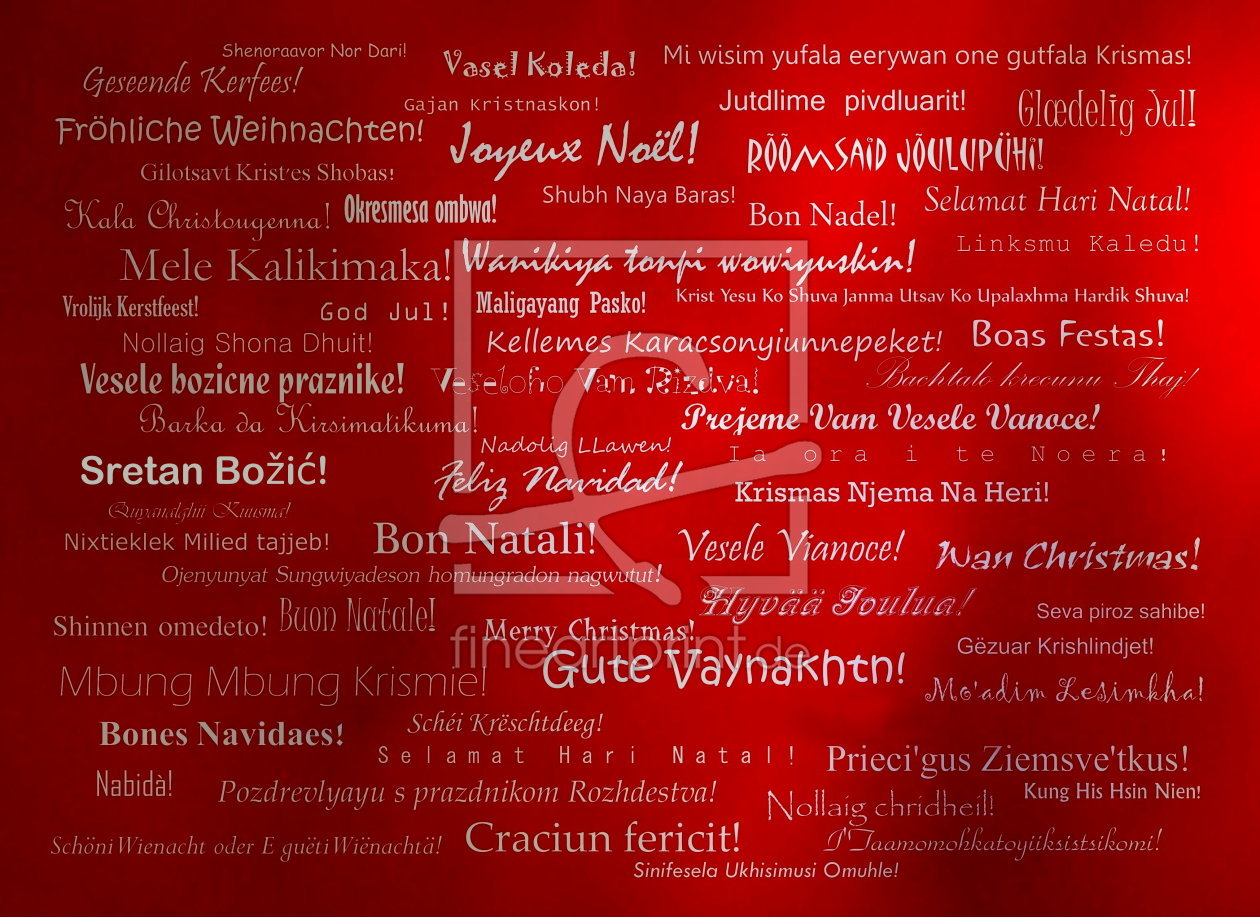 Shenoraavor Nor Dari!
Vasel Koleda!
Mi wisim yufala eerywan one gutfala Krismas!
Geseende Kerfees!
Gajan Kristnaskon!
Jutdlime pivdluarit!
Glædelig Jul!
Fröhliche Weihnachten!
Joyeux Noël!
RÕÕMSAID JÕULUPÜHI!
Gilotsavt Krist'es Shobas!
Shubh Naya Baras!
Selamat Hari Natal!
Kala Christougenna!
Okresmesa ombwa!
Bon Nadel!
Linksmu Kaledu!
Mele Kalikimaka!
Wanikiya tonpi wowiyuskin!
Vrolijk Kerstfeest!
God Jul!
Maligayang Pasko!
Krist Yesu Ko Shuva Janma Utsav Ko Upalaxhma Hardik Shuva!
Nollaig Shona Dhuit!
Kellemes Karacsonyiunnepeket!
Boas Festas!
Vesele bozicne praznike!
Veseloho Vam Rizdva!
Bachtalo krecunu Thaj!
Barka da Kirsimatikuma!
Prejeme Vam Vesele Vanoce!
Nadolig LLawen!
Ia ora i te Noera!
Sretan Božić!
Feliz Navidad!
Krismas Njema Na Heri!
Quyanalghii Kuusma!
Nixtieklek Milied tajjeb!
Bon Natali!
Vesele Vianoce!
Wan Christmas!
Ojenyunyat Sungwiyadeson homungradon nagwutut!
Hyvää Joulua!
Shinnen omedeto!
Buon Natale!
Merry Christmas!
Seva piroz sahibe!
fineartprint.de
Gëzuar Krishlindjet!
Mbung Mbung Krismie!
Gute Vaynakhtn!
Mo'adim Lesimkha!
Bones Navidaes!
Schéi Krëschtdeeg!
Selamat Hari Natal!
Prieci'gus Ziemsve'tkus!
Nabidà!
Pozdrevlyayu s prazdnikom Rozhdestva!
Nollaig chridheil!
Kung His Hsin Nien!
Schöni Wienacht oder E guëti Wiënachtä!
Craciun fericit!
I'Taamomohkatoyiiksistsikomi!
Sinifesela Ukhisimusi Omuhle!